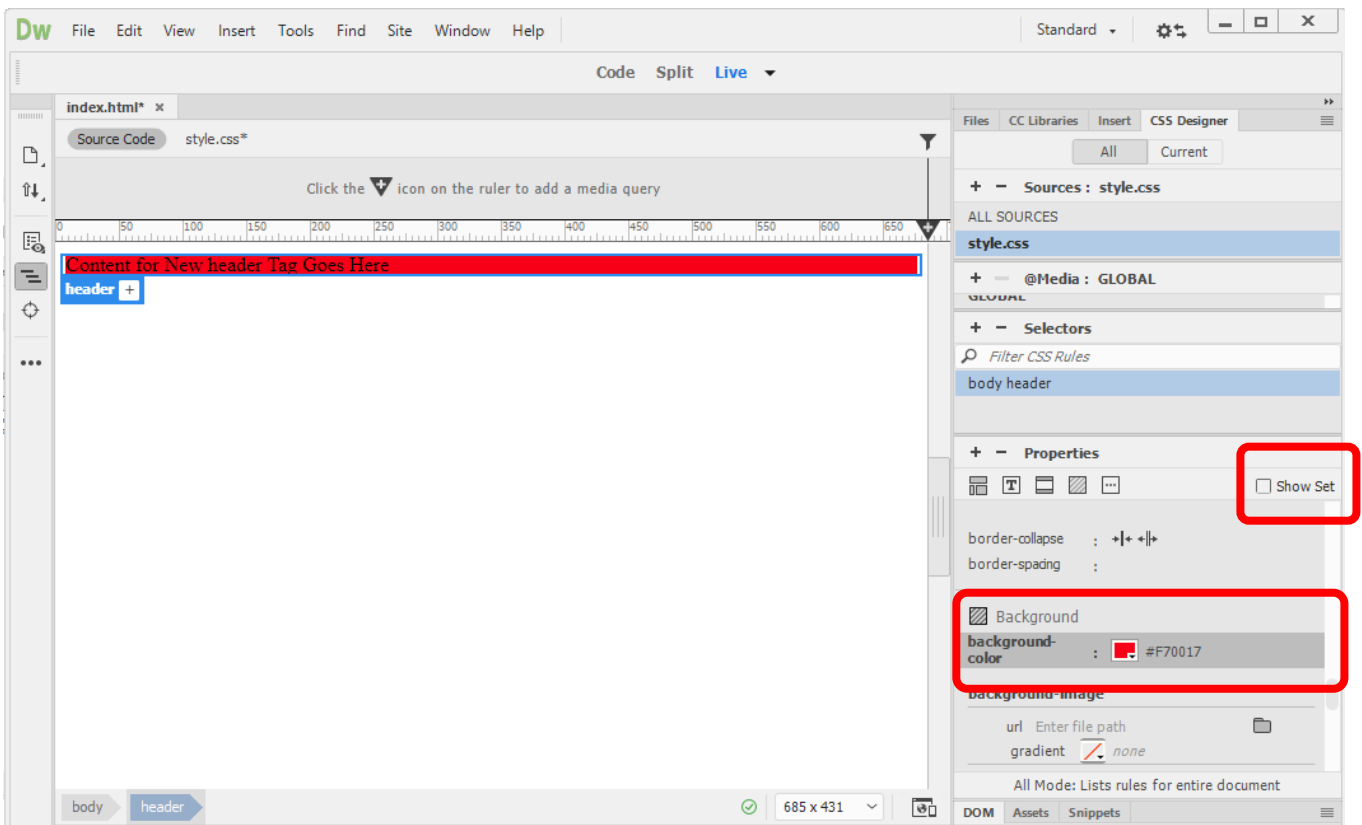 Dw File Edit View Insert Tools Find Site Window Help Standard
Code Split Live
index.html* ×
Source Code style.css*
Click the icon on the ruler to add a media query
0 50 100 150 200 250 300 350 400 450 500 550 600 650
Content for New header Tag Goes Here
header +
body header 685 x 431
Files CC Libraries Insert CSS Designer
All Current
+ − Sources : style.css
ALL SOURCES
style.css
+ − @Media : GLOBAL
GLOBAL
+ − Selectors
Filter CSS Rules
body header
+ − Properties
T Show Set
border-collapse :
border-spacing :
Background
background-
color : #F70017
background-image
url Enter file path
gradient none
All Mode: Lists rules for entire document
DOM Assets Snippets